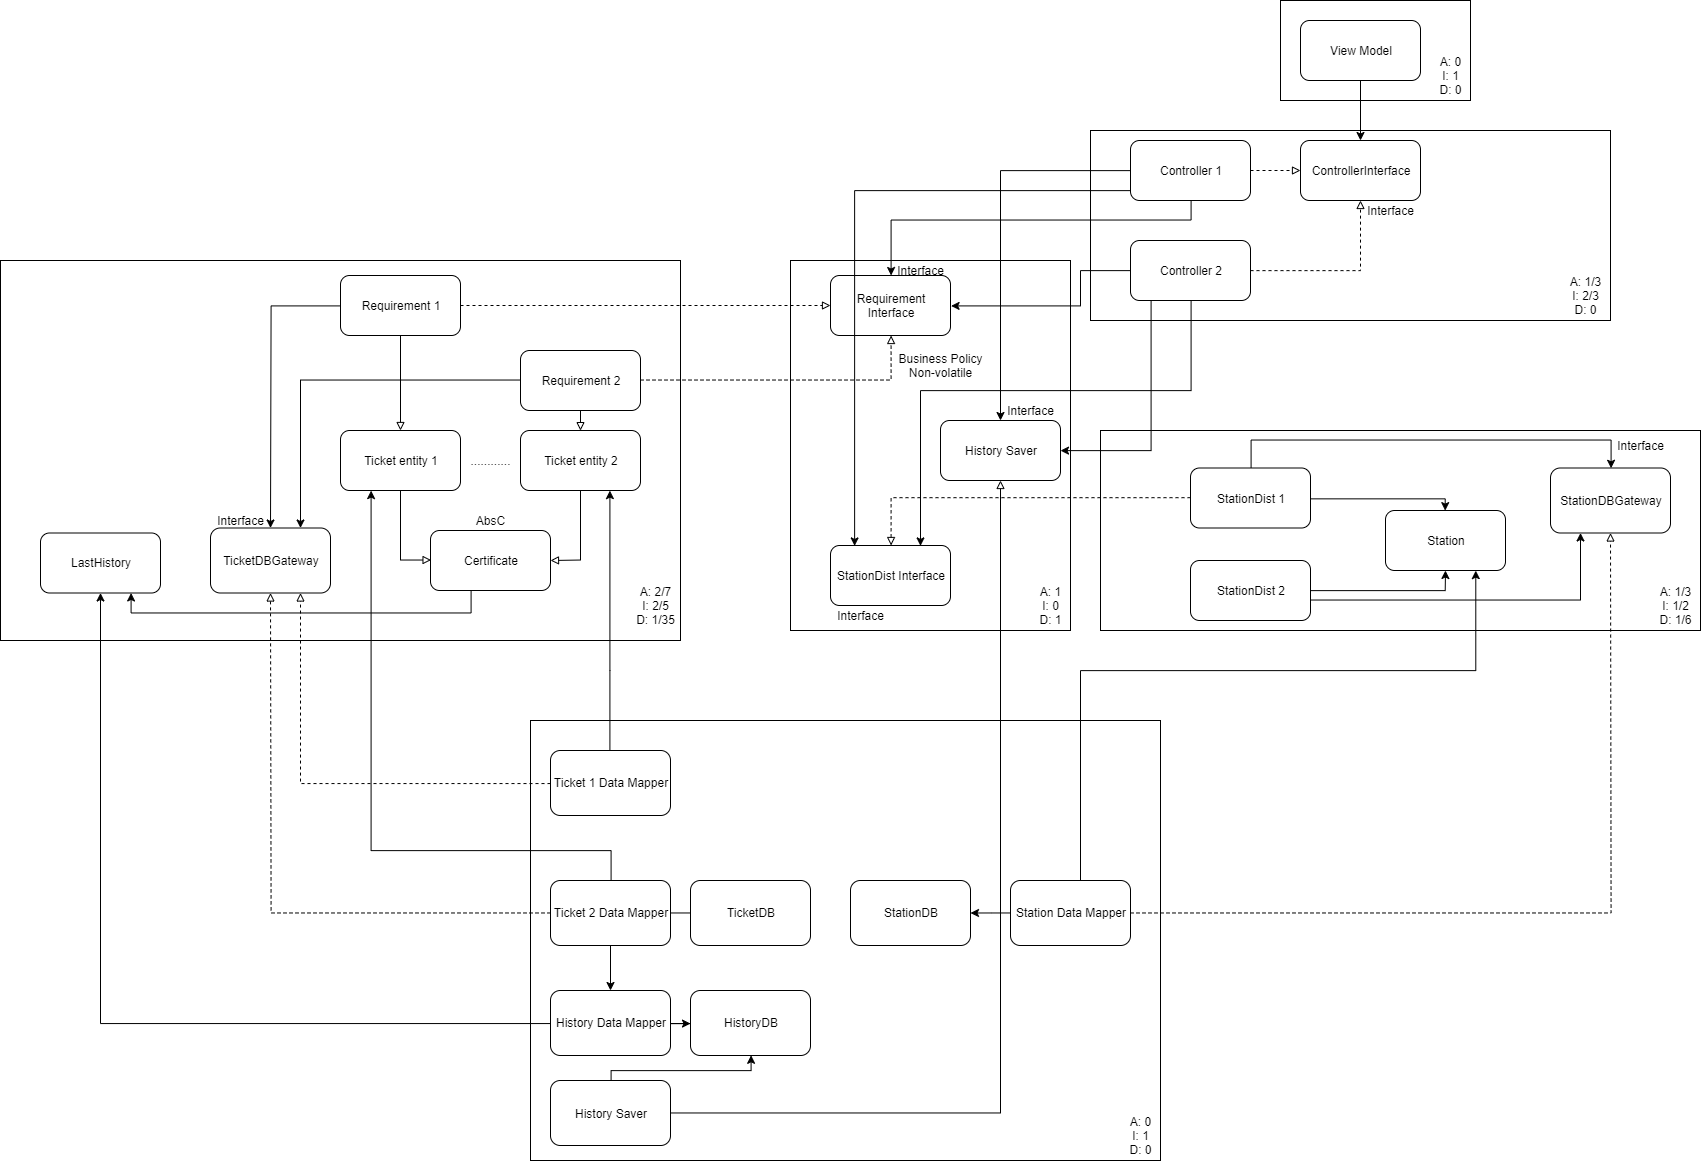 View Model
A: 0
I: 1
D: 0
Controller 1
ControllerInterface
Interface
Controller 2
A: 1/3
I: 2/3
D: 0
Requirement 1
Requirement 2
Ticket entity 1
............
Ticket entity 2
Interface
AbsC
LastHistory
TicketDBGateway
Certificate
A: 2/7
I: 2/5
D: 1/35
Interface
Requirement
Interface
Business Policy
Non-volatile
Interface
History Saver
StationDist Interface
Interface
A: 1
I: 0
D: 1
Interface
StationDist 1
StationDBGateway
Station
StationDist 2
A: 1/3
I: 1/2
D: 1/6
Ticket 1 Data Mapper
Ticket 2 Data Mapper
TicketDB
StationDB
Station Data Mapper
History Data Mapper
HistoryDB
History Saver
A: 0
I: 1
D: 0